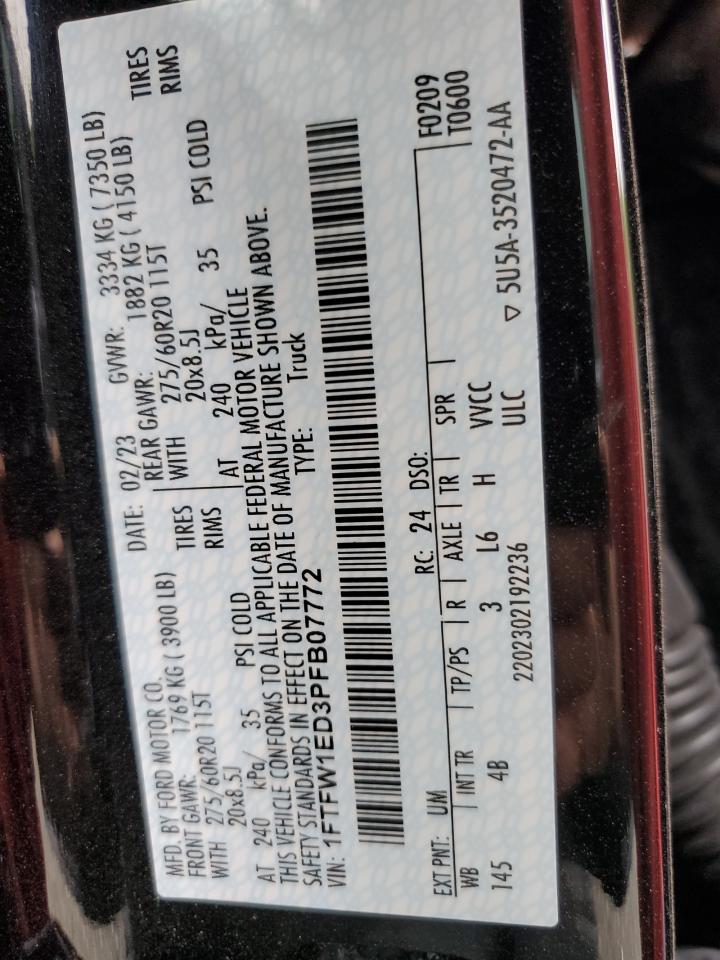 MFD. BY FORD MOTOR CO.
DATE: 02/23 GVWR: 3334 KG ( 7350 LB)
FRONT GAWR: 1769 KG ( 3900 LB)
REAR GAWR: 1882 KG ( 4150 LB)
WITH 275/60R20 115T TIRES
WITH 275/60R20 115T TIRES
20x8.5J RIMS
20x8.5J RIMS
AT 240 kPa/ 35 PSI COLD
AT 240 kPa/ 35 PSI COLD
THIS VEHICLE CONFORMS TO ALL APPLICABLE FEDERAL MOTOR VEHICLE
SAFETY STANDARDS IN EFFECT ON THE DATE OF MANUFACTURE SHOWN ABOVE.
VIN: 1FTFW1ED3PFB07772 TYPE: Truck
F0209
EXT PNT: UM RC: 24 DSO: T0600
WB INT TR TP/PS R AXLE TR SPR
145 4B 3 L6 H VVCC
ULC
2202302192236 ▽ 5U5A-3520472-AA